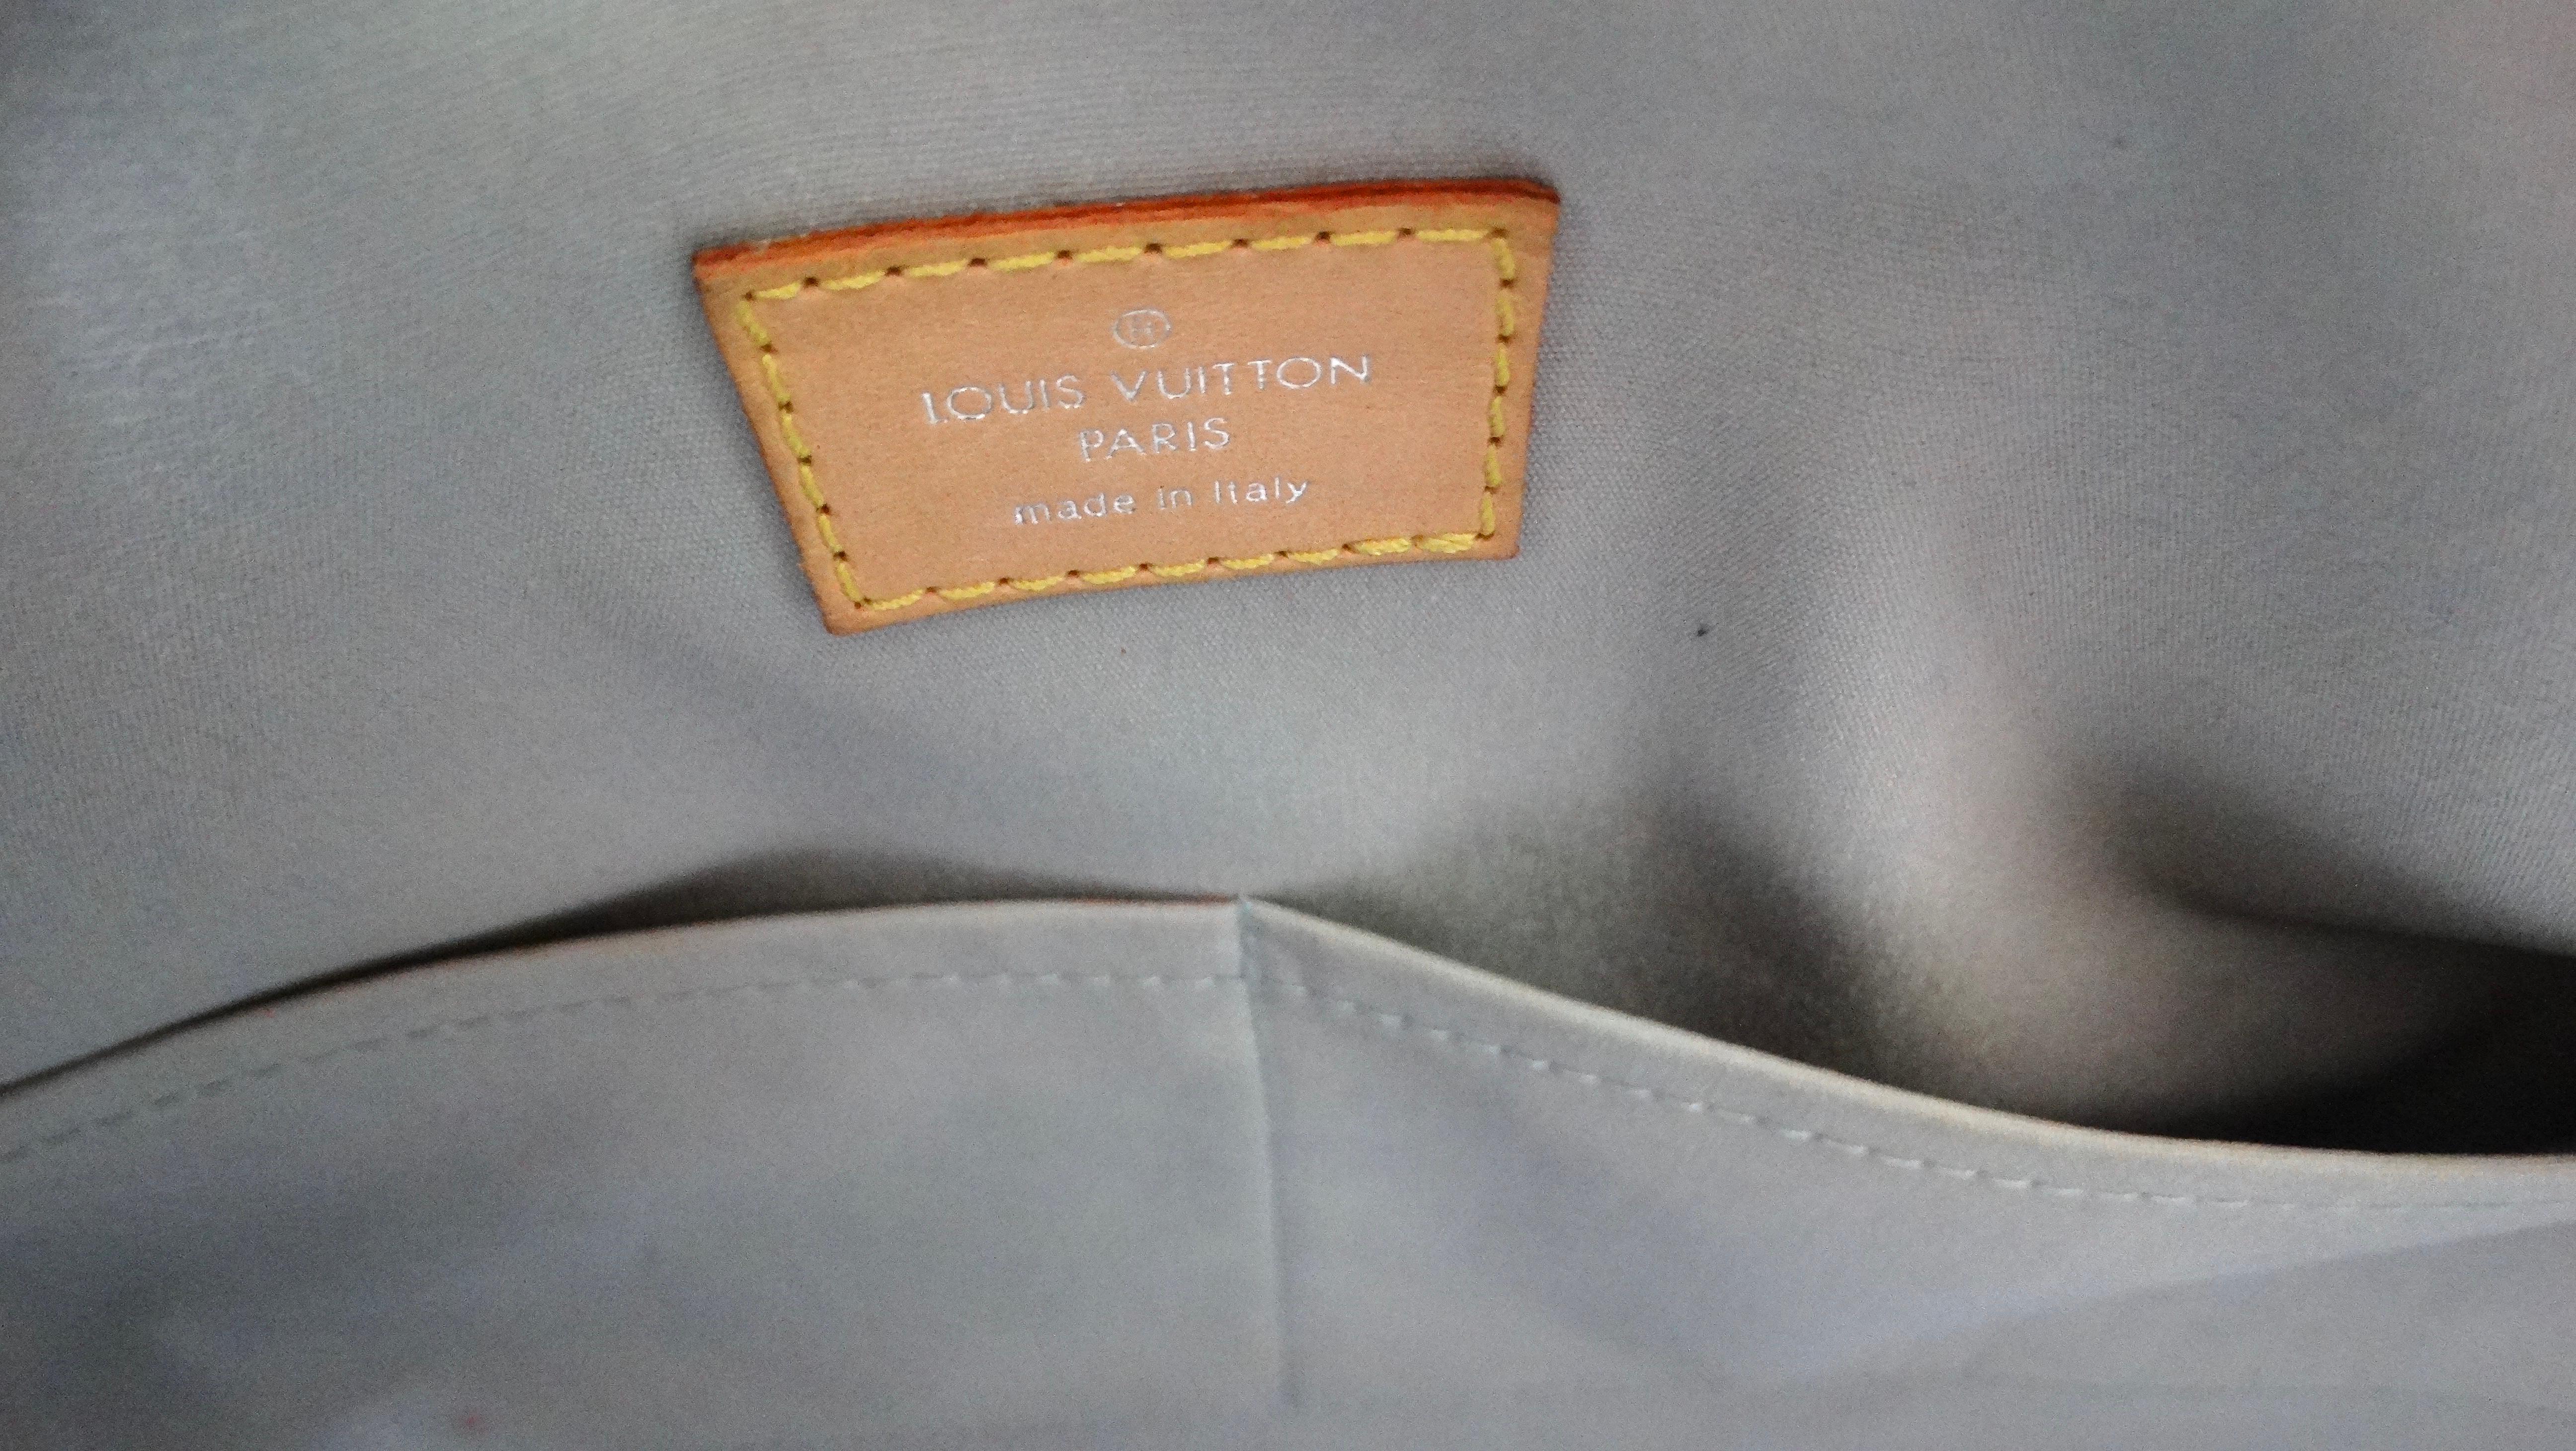 ®
LOUIS VUITTON
PARIS
made in Italy